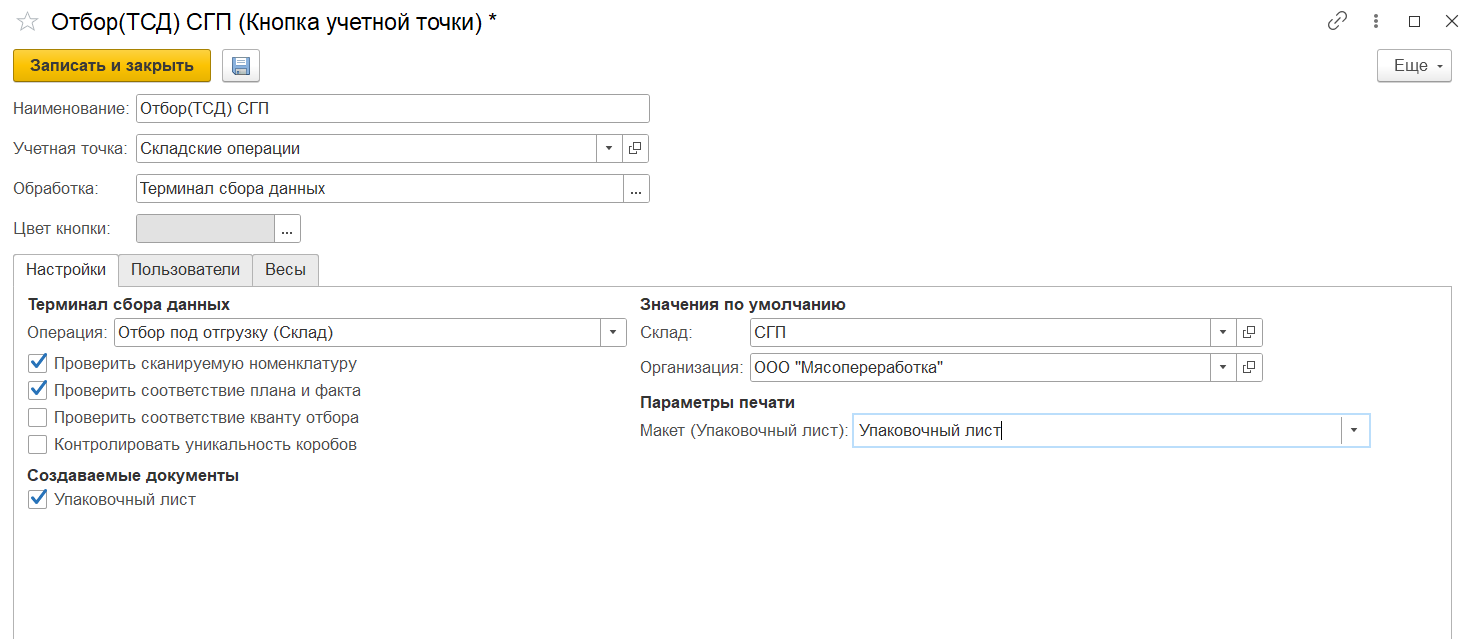 Отбор(ТСД) СГП (Кнопка учетной точки) *
Записать и закрыть
Еще
Наименование: Отбор(ТСД) СГП
Учетная точка: Складские операции
Обработка: Терминал сбора данных ...
Цвет кнопки: ...
Настройки Пользователи Весы
Терминал сбора данных
Операция: Отбор под отгрузку (Склад)
Проверить сканируемую номенклатуру
Проверить соответствие плана и факта
Проверить соответствие кванту отбора
Контролировать уникальность коробов
Создаваемые документы
Упаковочный лист
Значения по умолчанию
Склад: СГП
Организация: ООО "Мясопереработка"
Параметры печати
Макет (Упаковочный лист): Упаковочный лист